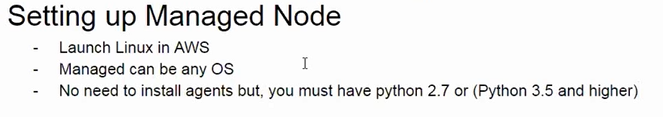 Setting up Managed Node
- Launch Linux in AWS
- Managed can be any OS
- No need to install agents but, you must have python 2.7 or (Python 3.5 and higher)